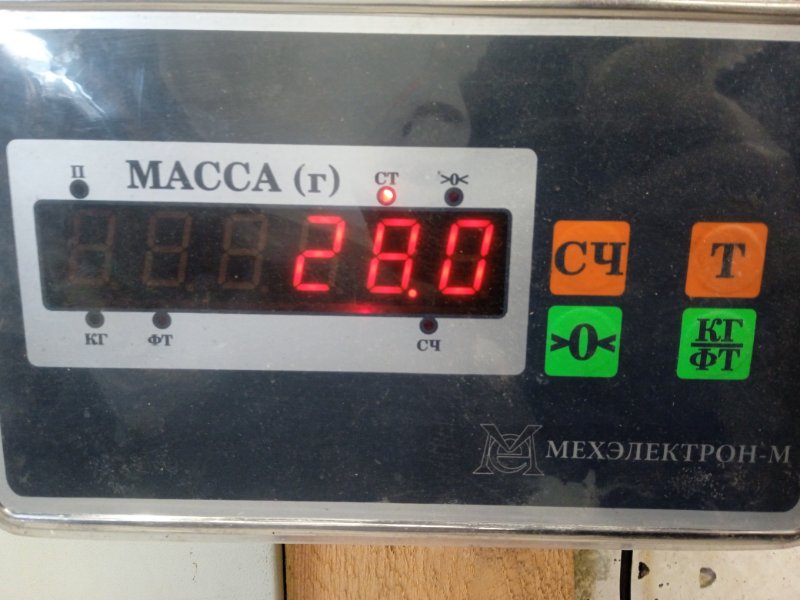 П МАССА (г) СТ >0<
28.0
КГ ФТ СЧ
СЧ Т
>0< КГ/ФТ
МЕХЭЛЕКТРОН-М